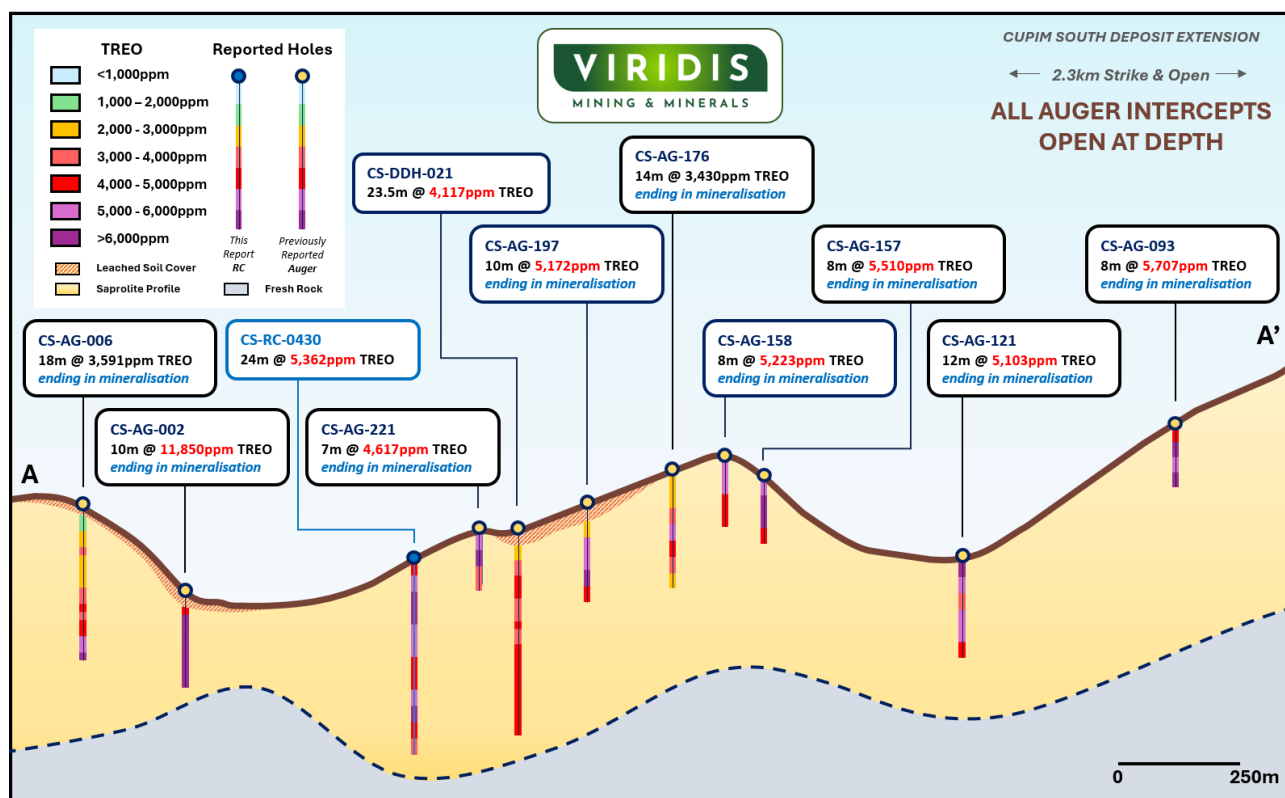 TREO
<1,000ppm
1,000 – 2,000ppm
2,000 - 3,000ppm
3,000 - 4,000ppm
4,000 - 5,000ppm
5,000 - 6,000ppm
>6,000ppm
Leached Soil Cover
Saprolite Profile
Reported Holes
This
Report
RC
Previously
Reported
Auger
Fresh Rock
VIRIDIS
MINING & MINERALS
CUPIM SOUTH DEPOSIT EXTENSION
2.3km Strike & Open
ALL AUGER INTERCEPTS
OPEN AT DEPTH
CS-DDH-021
23.5m @ 4,117ppm TREO
CS-AG-176
14m @ 3,430ppm TREO
ending in mineralisation
CS-AG-197
10m @ 5,172ppm TREO
ending in mineralisation
CS-AG-157
8m @ 5,510ppm TREO
ending in mineralisation
CS-AG-093
8m @ 5,707ppm TREO
ending in mineralisation
CS-AG-006
18m @ 3,591ppm TREO
ending in mineralisation
CS-RC-0430
24m @ 5,362ppm TREO
CS-AG-158
8m @ 5,223ppm TREO
ending in mineralisation
CS-AG-121
12m @ 5,103ppm TREO
ending in mineralisation
A'
CS-AG-002
10m @ 11,850ppm TREO
ending in mineralisation
CS-AG-221
7m @ 4,617ppm TREO
ending in mineralisation
A
0
250m